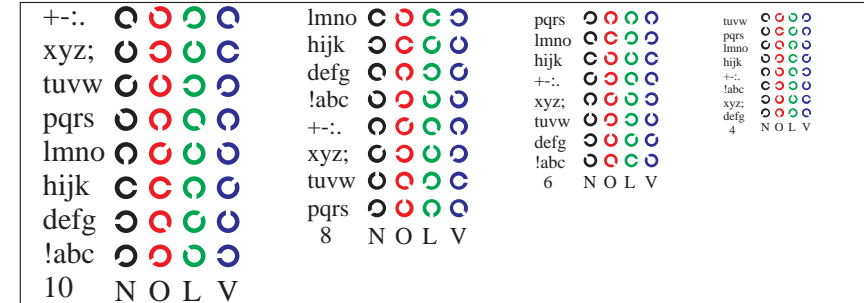 +-:.
xyz;
tuvw
pqrs
lmno
hijk
defg
!abc
10 N O L V
lmno
hijk
defg
!abc
+-:.
xyz;
tuvw
pqrs
8 N O L V
pqrs
lmno
hijk
+-:.
xyz;
tuvw
defg
!abc
6 N O L V
tuvw
pqrs
lmno
hijk
+-:.
!abc
xyz;
defg
4 N O L V